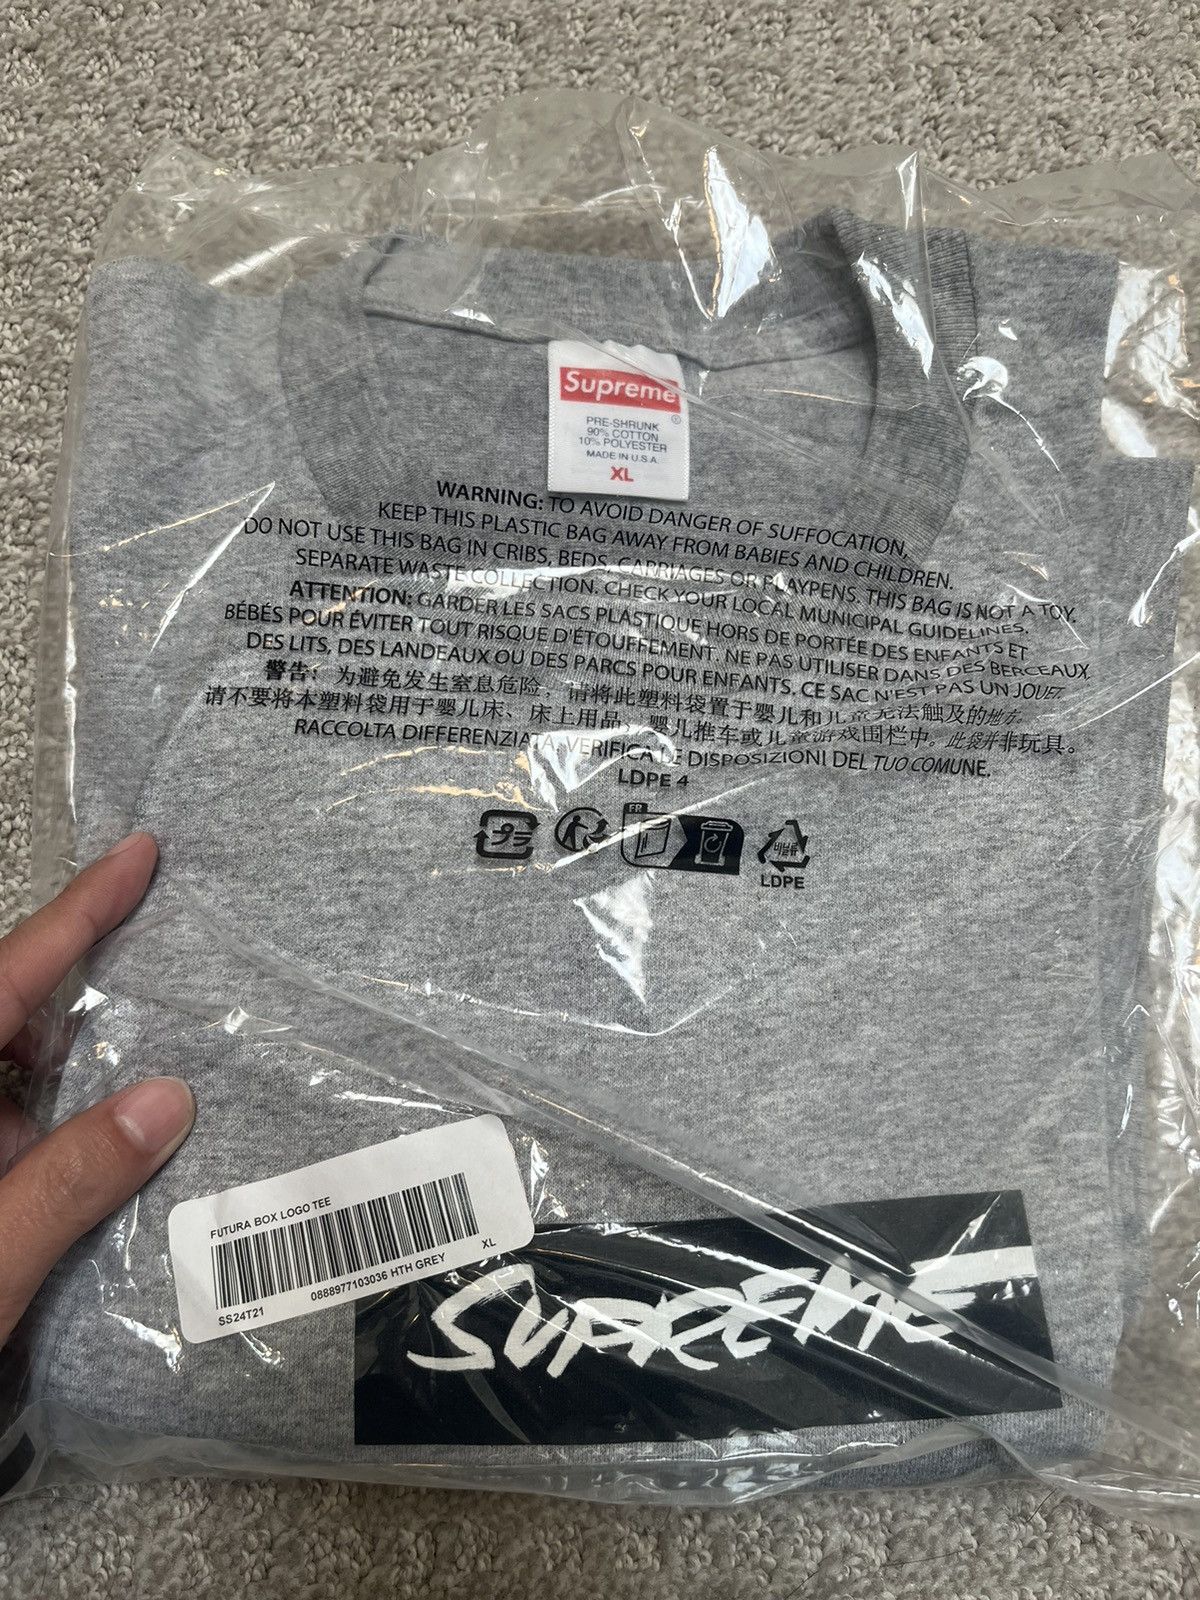 Supreme
®
PRE-SHRUNK
90% COTTON
10% POLYESTER
MADE IN U.S.A.
XL
WARNING: TO AVOID DANGER OF SUFFOCATION,
KEEP THIS PLASTIC BAG AWAY FROM BABIES AND CHILDREN.
DO NOT USE THIS BAG IN CRIBS, BEDS, CARRIAGES OR PLAYPENS. THIS BAG IS NOT A TOY.
SEPARATE WASTE COLLECTION. CHECK YOUR LOCAL MUNICIPAL GUIDELINES.
ATTENTION: GARDER LES SACS PLASTIQUE HORS DE PORTÉE DES ENFANTS ET
BÉBÉS POUR ÉVITER TOUT RISQUE D'ÉTOUFFEMENT. NE PAS UTILISER DANS DES BERCEAUX,
DES LITS, DES LANDEAUX OU DES PARCS POUR ENFANTS. CE SAC N'EST PAS UN JOUET.
警告：为避免发生窒息危险，请将此塑料袋置于婴儿和儿童无法触及的地方。
请不要将本塑料袋用于婴儿床、床上用品，婴儿推车或儿童游戏围栏中。此袋并非玩具。
RACCOLTA DIFFERENZIATA. VERIFICA LE DISPOSIZIONI DEL TUO COMUNE.
LDPE 4
プラ
FR
비닐류
LDPE
FUTURA BOX LOGO TEE
SS24T21 0888977103036 HTH GREY XL
SUPREME